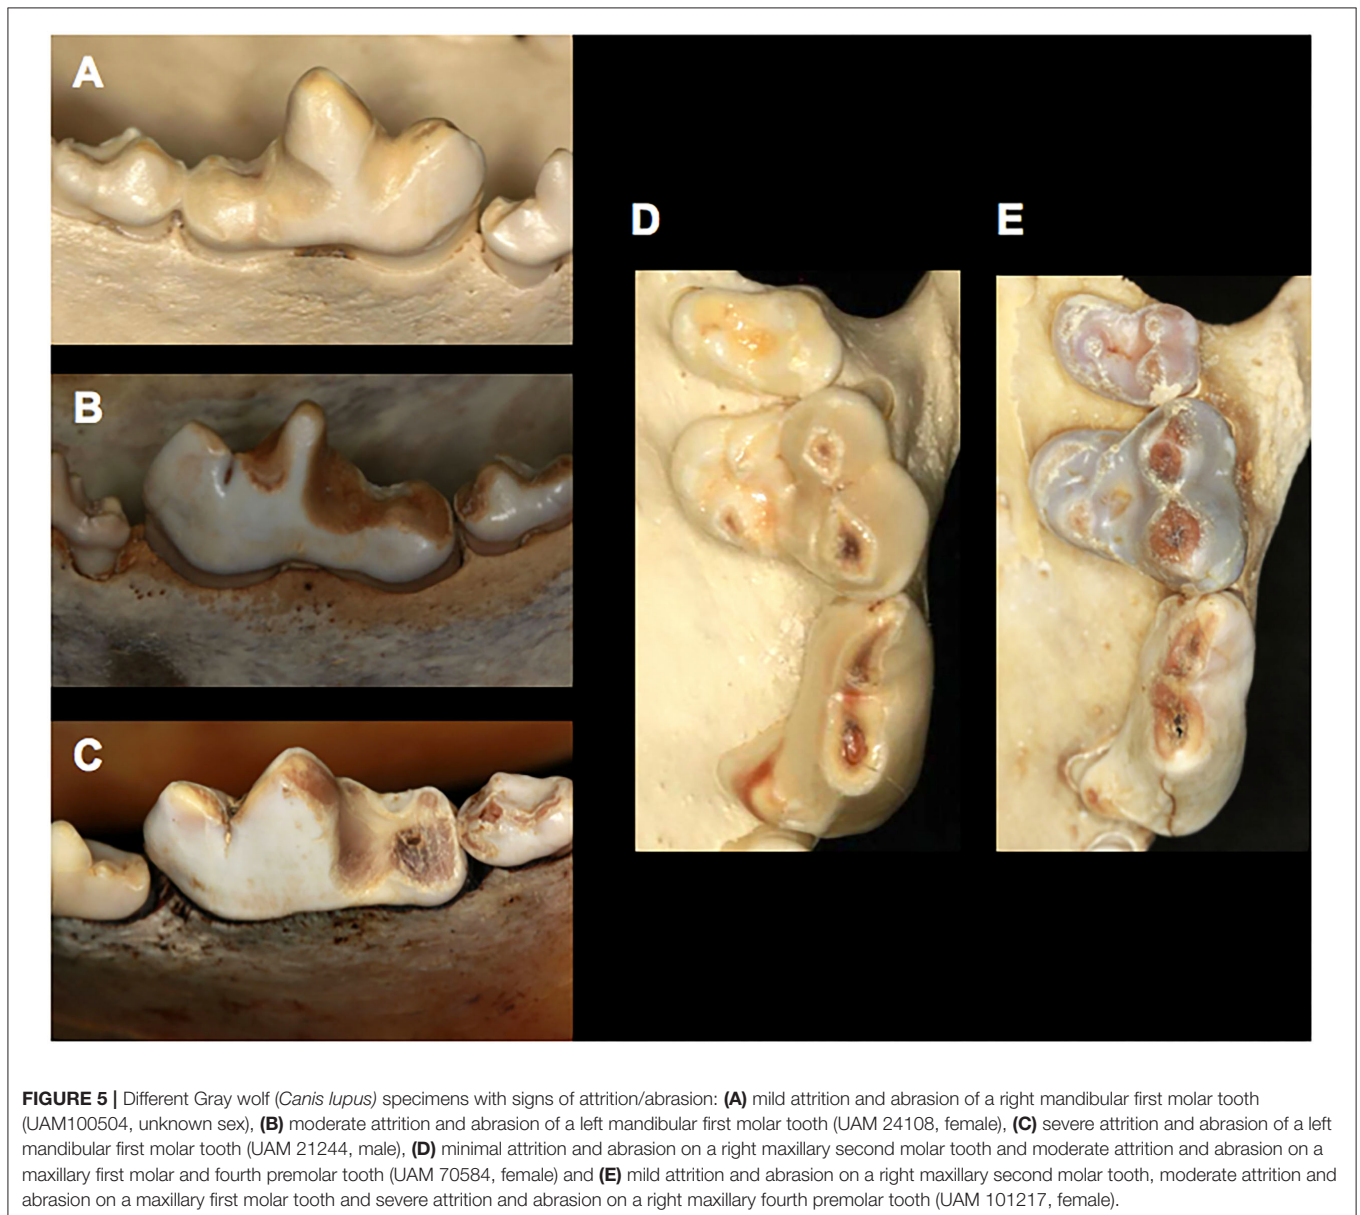 A
B
C
D
E
FIGURE 5 | Different Gray wolf (Canis lupus) specimens with signs of attrition/abrasion: (A) mild attrition and abrasion of a right mandibular first molar tooth
(UAM100504, unknown sex), (B) moderate attrition and abrasion of a left mandibular first molar tooth (UAM 24108, female), (C) severe attrition and abrasion of a left
mandibular first molar tooth (UAM 21244, male), (D) minimal attrition and abrasion on a right maxillary second molar tooth and moderate attrition and abrasion on a
maxillary first molar and fourth premolar tooth (UAM 70584, female) and (E) mild attrition and abrasion on a right maxillary second molar tooth, moderate attrition and
abrasion on a maxillary first molar tooth and severe attrition and abrasion on a right maxillary fourth premolar tooth (UAM 101217, female).